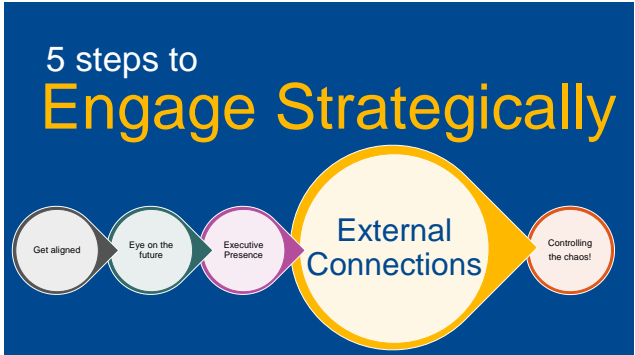 5 steps to
Engage Strategically
Get aligned
Eye on the
future
Executive
Presence
External
Connections
Controlling
the chaos!